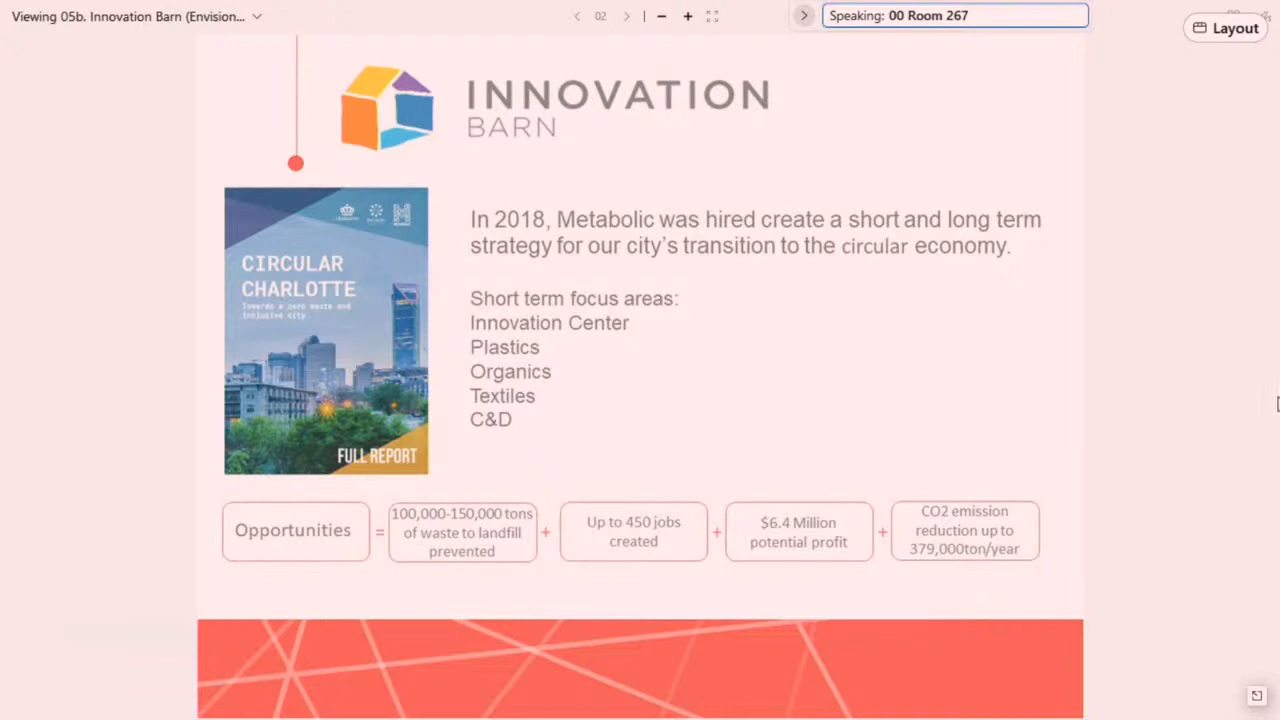 Viewing 05b. Innovation Barn (Envision...
02
Speaking: 00 Room 267
Layout
INNOVATION
BARN
CIRCULAR
CHARLOTTE
Towards a zero waste and
inclusive city
FULL REPORT
In 2018, Metabolic was hired create a short and long term
strategy for our city's transition to the circular economy.
Short term focus areas:
Innovation Center
Plastics
Organics
Textiles
C&D
Opportunities
=
100,000-150,000 tons
of waste to landfill
prevented
+
Up to 450 jobs
created
+
$6.4 Million
potential profit
+
CO2 emission
reduction up to
379,000ton/year